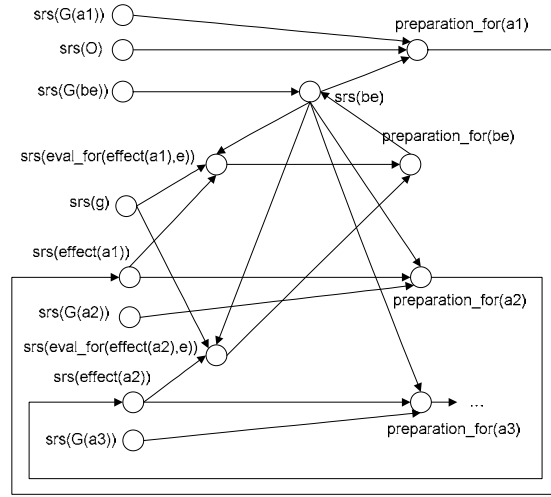 srs(G(a1))
preparation_for(a1)
srs(O)
srs(G(be))
srs(be)
preparation_for(be)
srs(eval_for(effect(a1),e))
srs(g)
srs(effect(a1))
preparation_for(a2)
srs(G(a2))
srs(eval_for(effect(a2),e))
srs(effect(a2))
...
preparation_for(a3)
srs(G(a3))